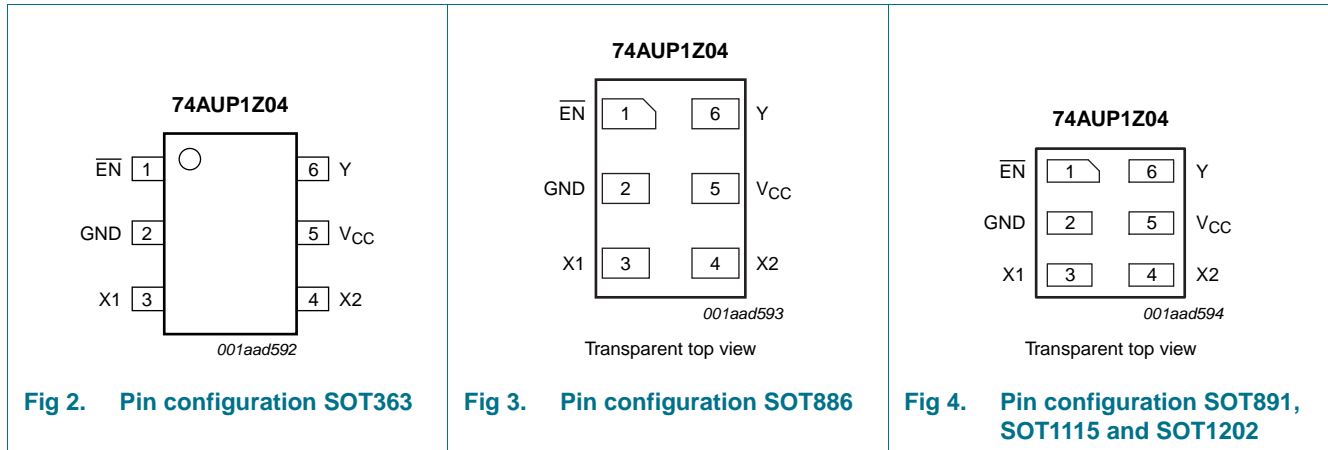 74AUP1Z04
EN 1 6 Y
GND 2 5 VCC
X1 3 4 X2
001aad592
Fig 2. Pin configuration SOT363
74AUP1Z04
EN 1 6 Y
GND 2 5 VCC
X1 3 4 X2
001aad593
Transparent top view
Fig 3. Pin configuration SOT886
74AUP1Z04
EN 1 6 Y
GND 2 5 VCC
X1 3 4 X2
001aad594
Transparent top view
Fig 4. Pin configuration SOT891,
SOT1115 and SOT1202